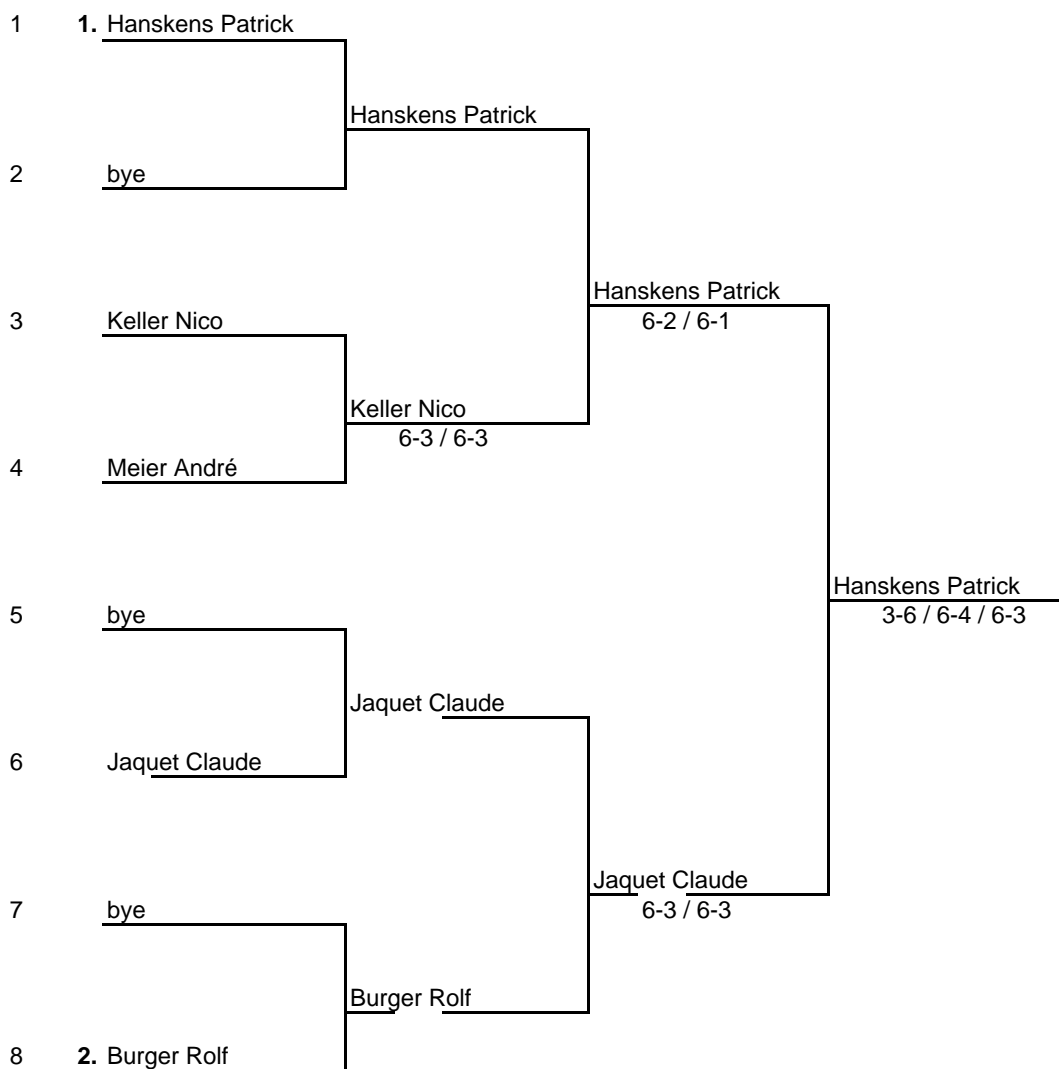 1 1. Hanskens Patrick
Hanskens Patrick
2 bye
Hanskens Patrick
3 Keller Nico
6-2 / 6-1
Keller Nico
6-3 / 6-3
4 Meier André
Hanskens Patrick
5 bye
3-6 / 6-4 / 6-3
Jaquet Claude
6 Jaquet Claude
Jaquet Claude
7 bye
6-3 / 6-3
Burger Rolf
8 2. Burger Rolf